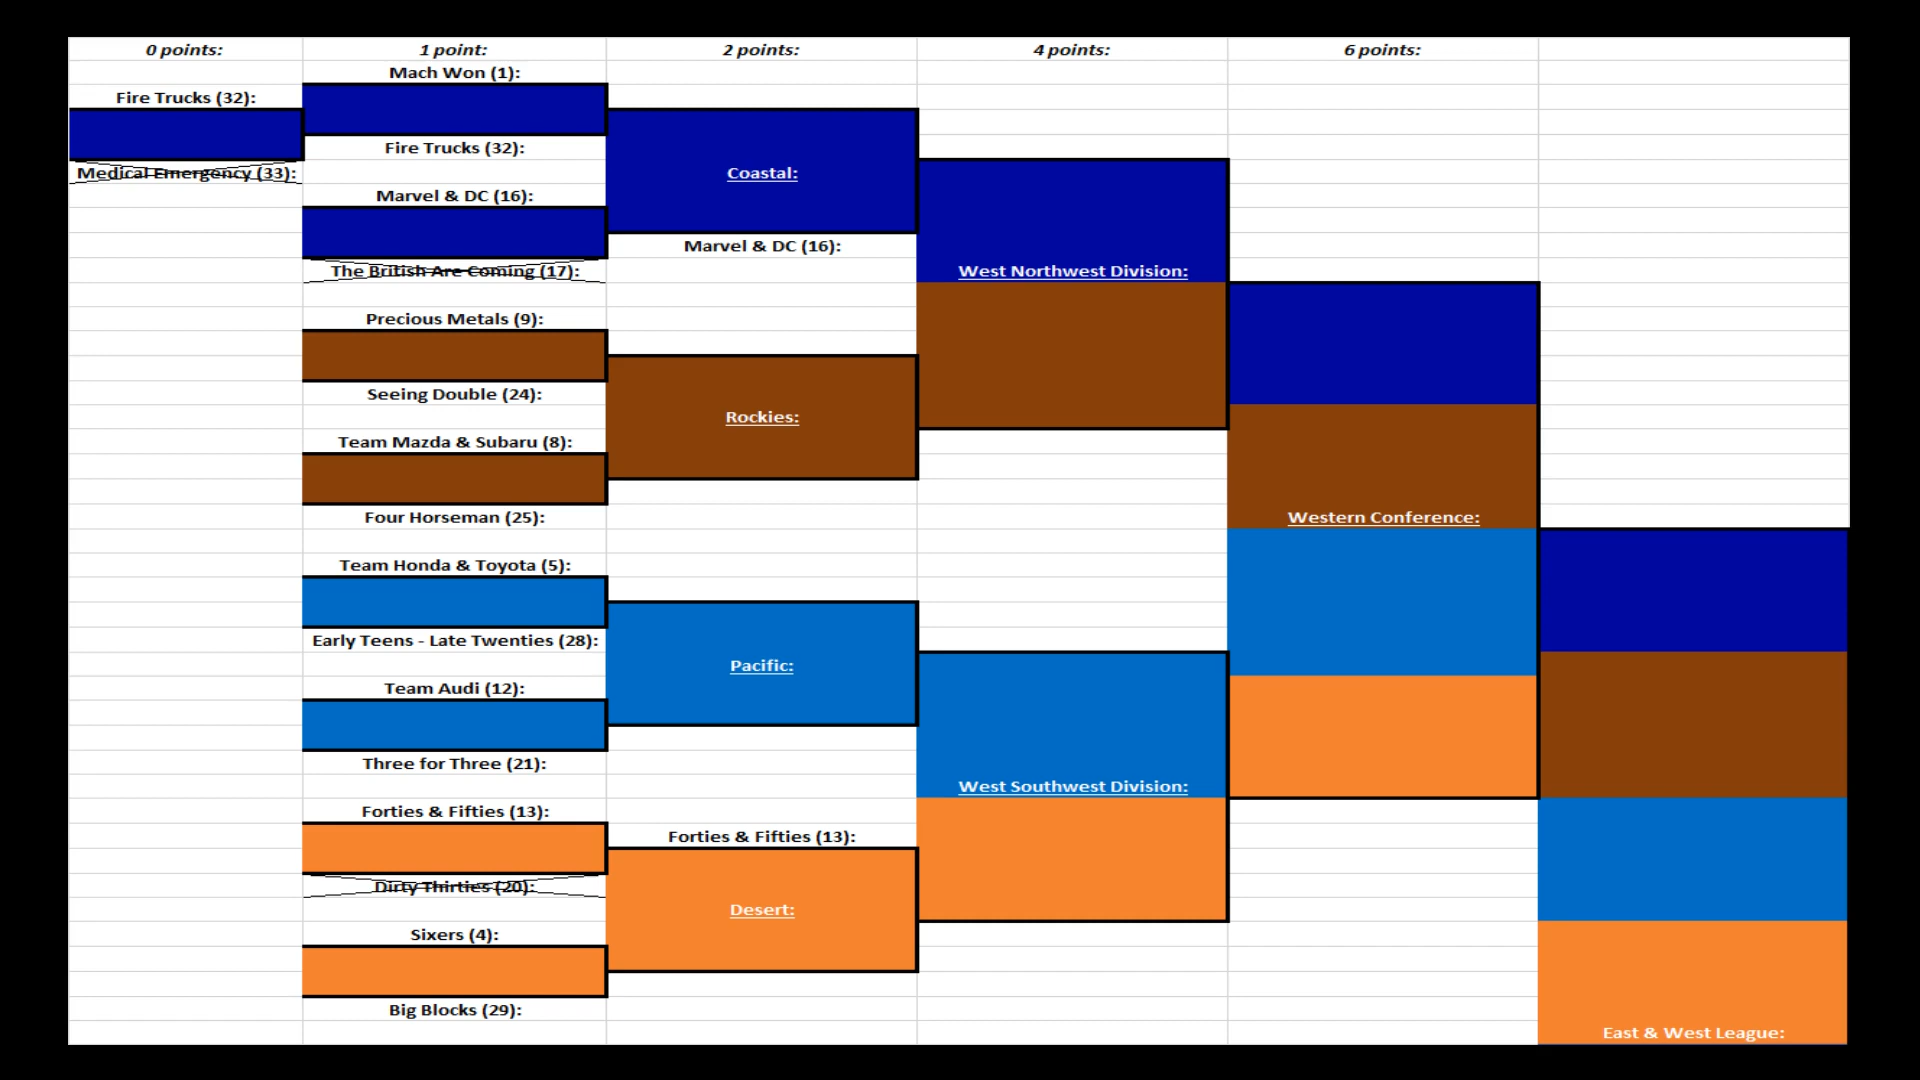 0 points:
1 point:
2 points:
4 points:
6 points:
Mach Won (1):
Fire Trucks (32):
Fire Trucks (32):
Medical Emergency (33):
Coastal:
Marvel & DC (16):
Marvel & DC (16):
The British Are Coming (17):
West Northwest Division:
Precious Metals (9):
Seeing Double (24):
Rockies:
Team Mazda & Subaru (8):
Four Horseman (25):
Western Conference:
Team Honda & Toyota (5):
Early Teens - Late Twenties (28):
Pacific:
Team Audi (12):
Three for Three (21):
West Southwest Division:
Forties & Fifties (13):
Forties & Fifties (13):
Dirty Thirties (20):
Desert:
Sixers (4):
Big Blocks (29):
East & West League: